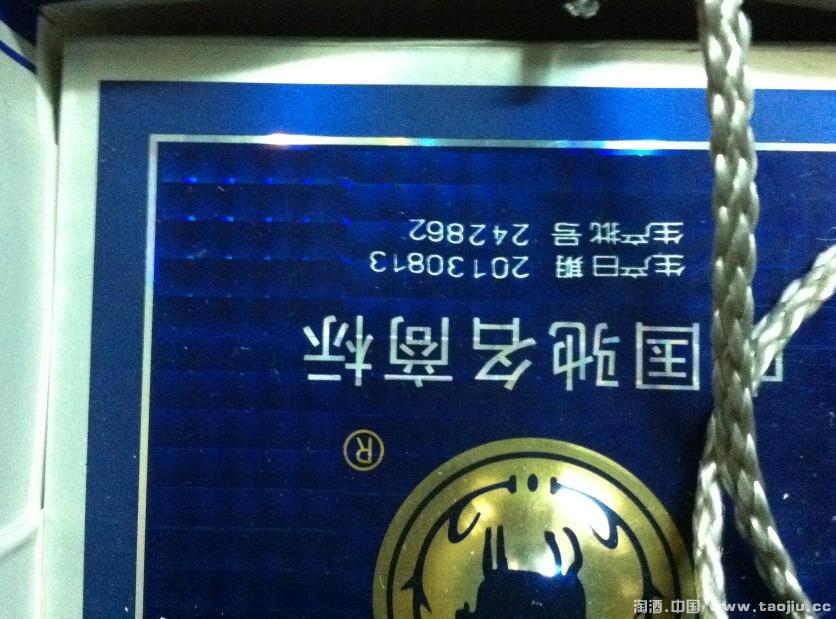 ®
国驰名商标
生产日期 20130813
生产批号 242862
淘酒.中国 www.taojiu.cc